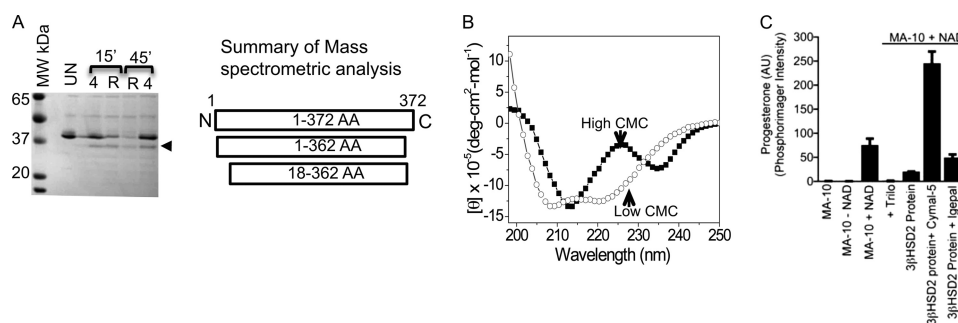 A
MW kDa
UN
15'
45'
4 R R 4
65
37
20
Summary of Mass
spectrometric analysis
1 372
N 1-372 AA C
1-362 AA
18-362 AA
B
[θ] x 10⁻⁵(deg-cm²-mol⁻¹)
10
5
0
-5
-10
-15
High CMC
Low CMC
200 210 220 230 240 250
Wavelength (nm)
C
Progesterone (AU)
(Phosphorimager Intensity)
300
250
200
150
100
50
0
MA-10 + NAD
MA-10
MA-10 - NAD
MA-10 + NAD
+ Trilo
3βHSD2 Protein
3βHSD2 protein+ Cymal-5
3βHSD2 Protein + Igepal